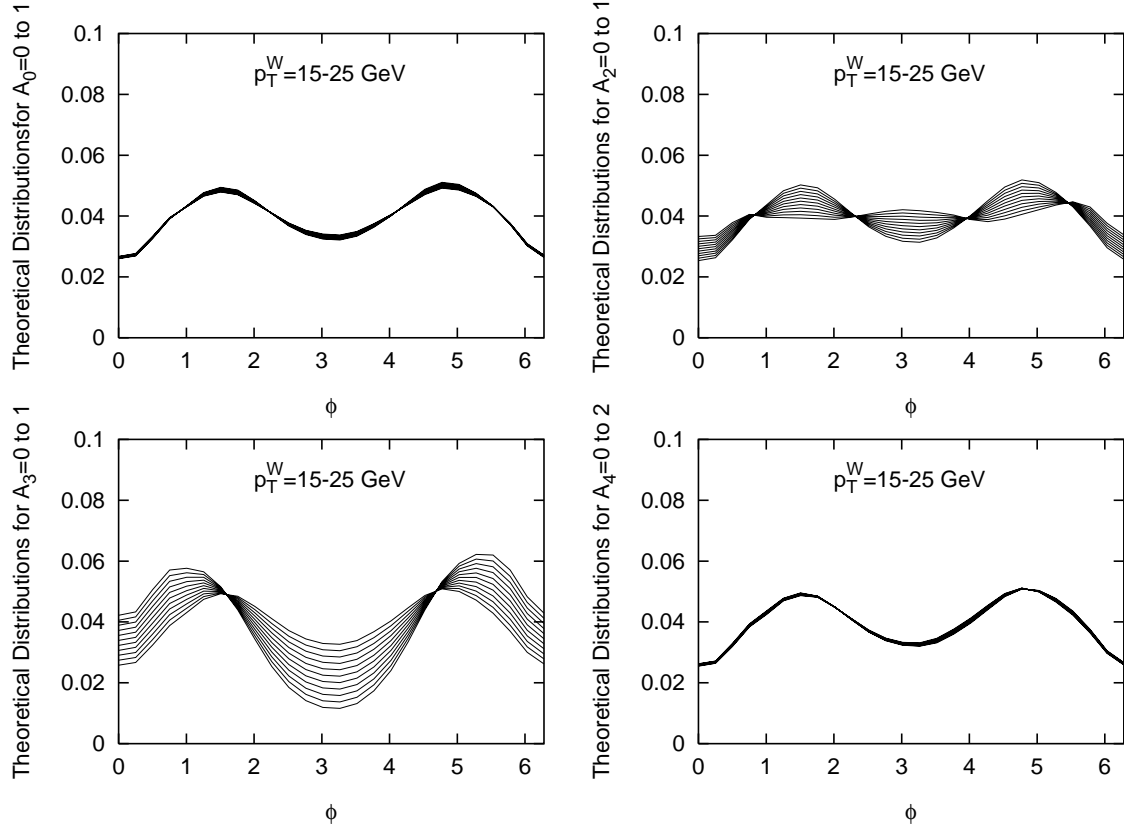 Theoretical Distributionsfor A_0=0 to 1
0.1
0.08
0.06
0.04
0.02
0
p_T^W=15-25 GeV
0 1 2 3 4 5 6
ϕ
Theoretical Distributions for A_2=0 to 1
0.1
0.08
0.06
0.04
0.02
0
p_T^W=15-25 GeV
0 1 2 3 4 5 6
ϕ
Theoretical Distributions for A_3=0 to 1
0.1
0.08
0.06
0.04
0.02
0
p_T^W=15-25 GeV
0 1 2 3 4 5 6
ϕ
Theoretical Distributions for A_4=0 to 2
0.1
0.08
0.06
0.04
0.02
0
p_T^W=15-25 GeV
0 1 2 3 4 5 6
ϕ